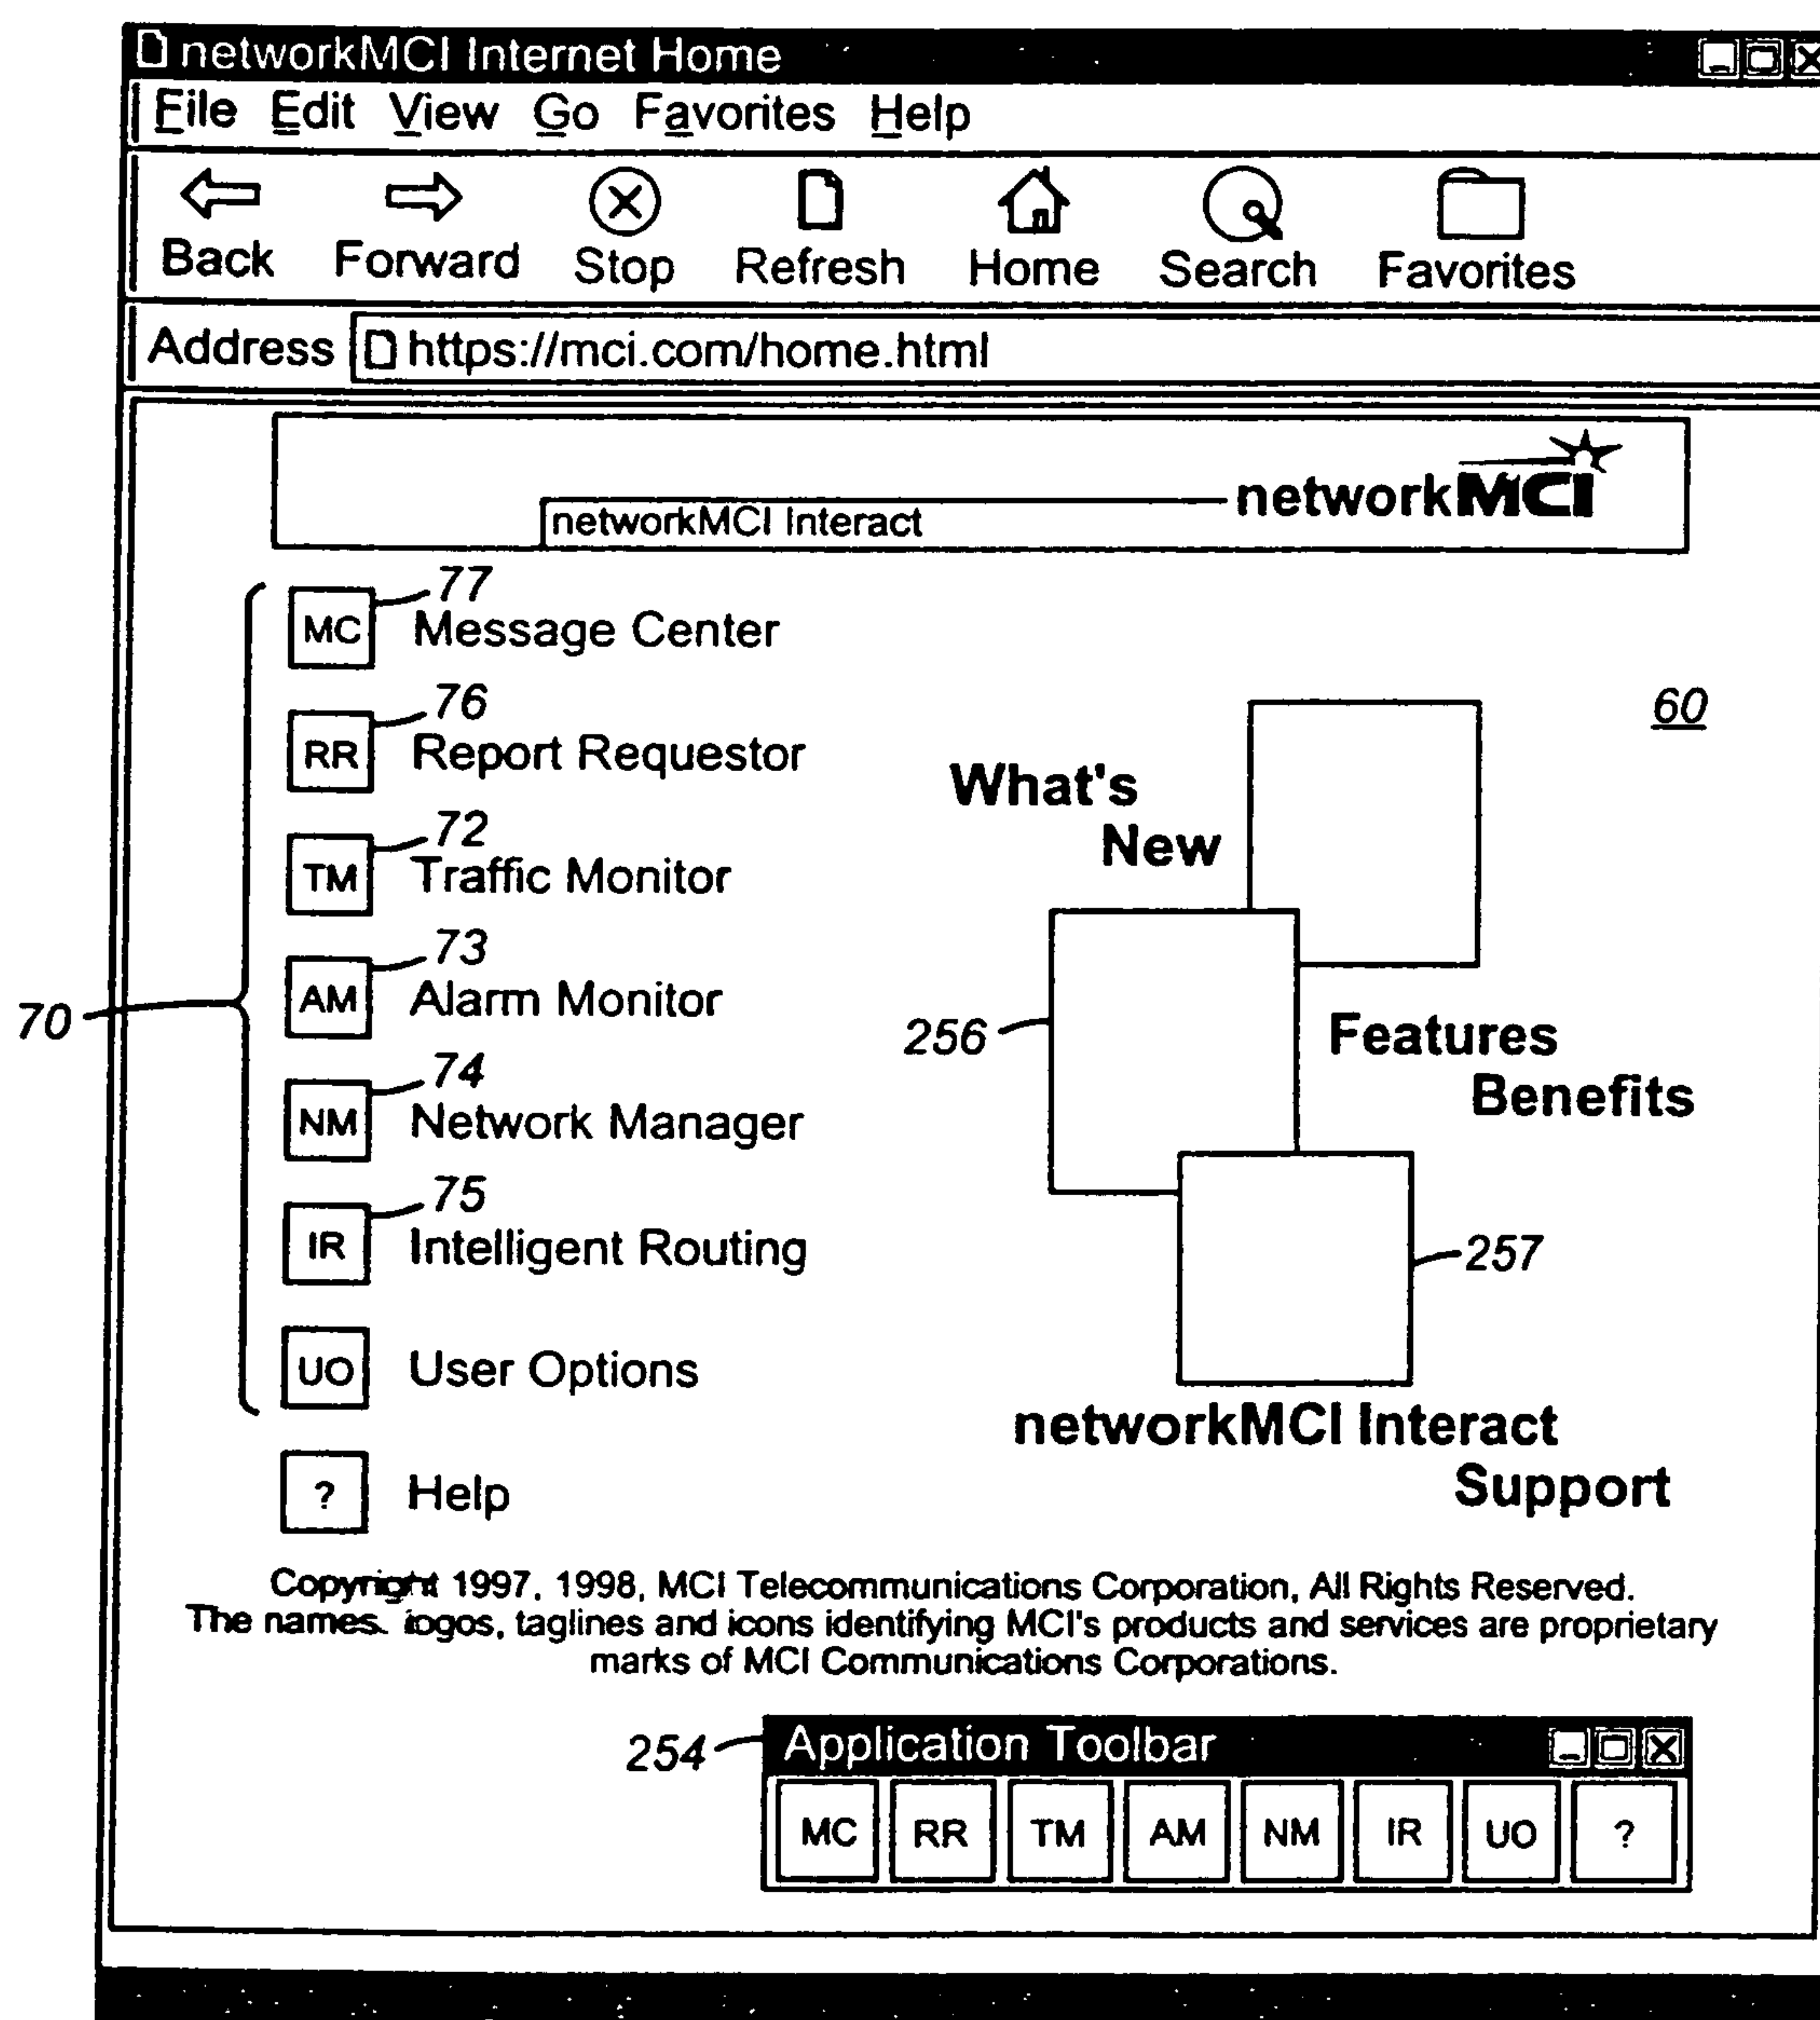 networkMCI Internet Home
File Edit View Go Favorites Help
Back Forward Stop Refresh Home Search Favorites
Address https://mci.com/home.html
networkMCI Interact
networkMCI
77
MC Message Center
76
RR Report Requestor
72
TM Traffic Monitor
73
AM Alarm Monitor
70
74
NM Network Manager
75
IR Intelligent Routing
UO User Options
? Help
60
What's
New
256
Features
Benefits
257
networkMCI Interact
Support
Copyright 1997, 1998, MCI Telecommunications Corporation, All Rights Reserved.
The names. logos, taglines and icons identifying MCI's products and services are proprietary
marks of MCI Communications Corporations.
254
Application Toolbar
MC RR TM AM NM IR UO ?